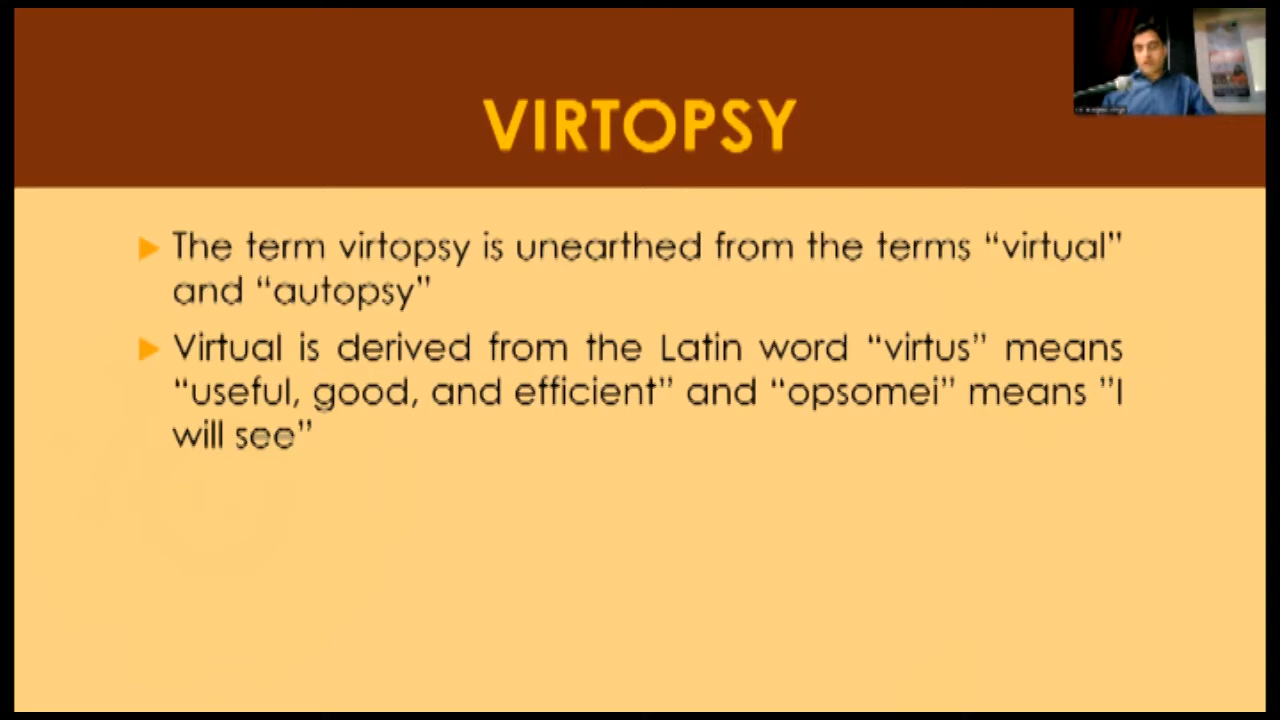 VIRTOPSY
The term virtopsy is unearthed from the terms “virtual”
and “autopsy”
Virtual is derived from the Latin word “virtus” means
“useful, good, and efficient” and “opsomei” means ”I
will see”